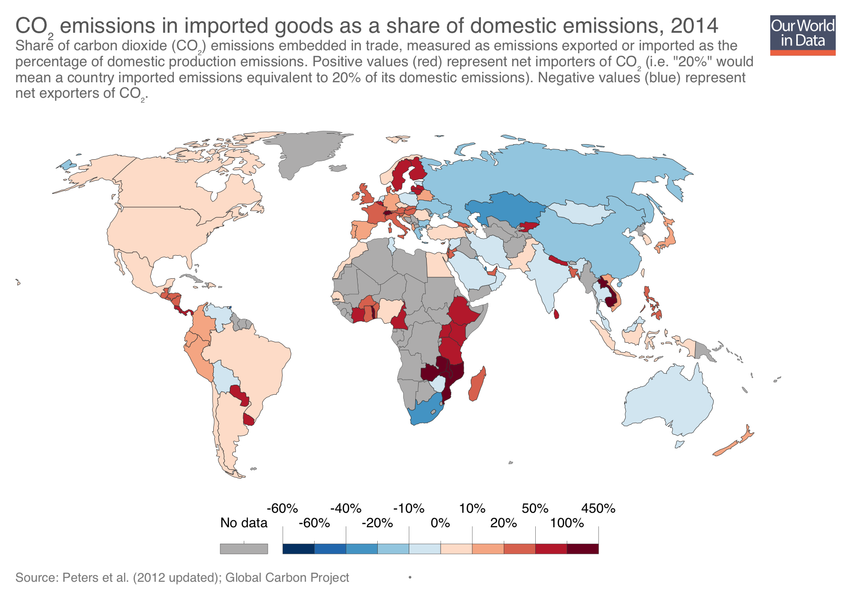 CO2 emissions in imported goods as a share of domestic emissions, 2014
Our World
in Data
Share of carbon dioxide (CO2) emissions embedded in trade, measured as emissions exported or imported as the
percentage of domestic production emissions. Positive values (red) represent net importers of CO2 (i.e. "20%" would
mean a country imported emissions equivalent to 20% of its domestic emissions). Negative values (blue) represent
net exporters of CO2.
-60% -40% -10% 10% 50% 450%
No data -60% -20% 0% 20% 100%
Source: Peters et al. (2012 updated); Global Carbon Project